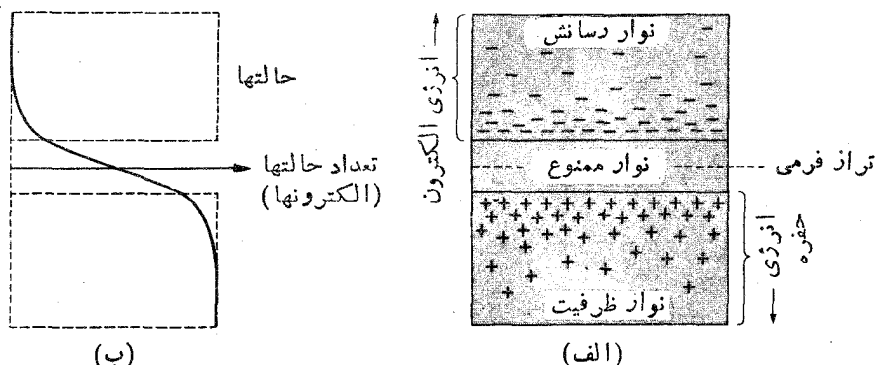 نوار رسانش
انرژی الکترون
نوار ممنوع
تراز فرمی
انرژی
حفره
نوار ظرفیت
(الف)
حالتها
تعداد حالتها
(الکترونها)
(ب)